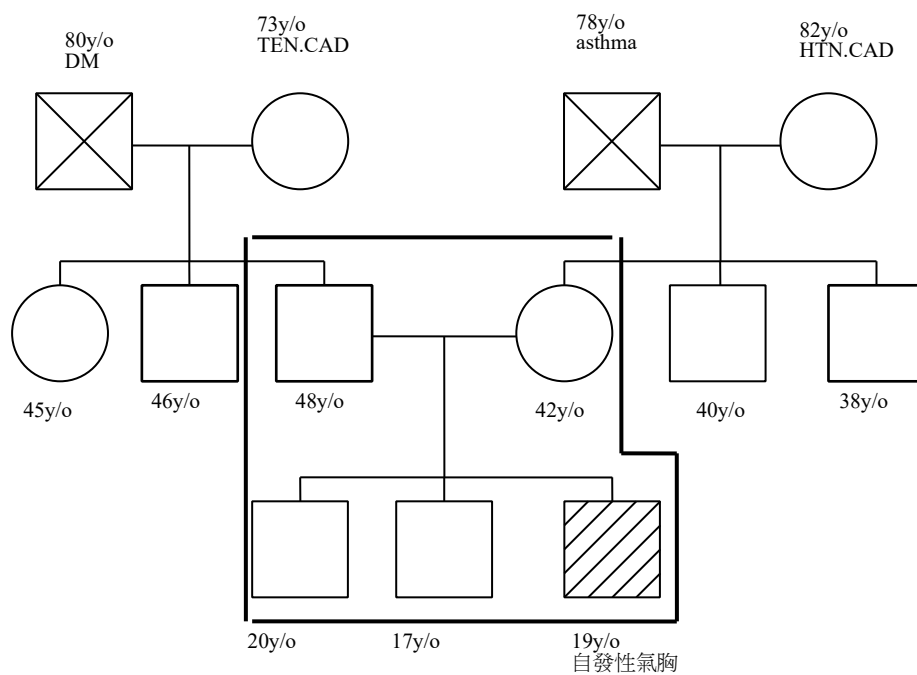 80y/o
DM
73y/o
TEN.CAD
78y/o
asthma
82y/o
HTN.CAD
45y/o
46y/o
48y/o
42y/o
40y/o
38y/o
20y/o
17y/o
19y/o
自發性氣胸